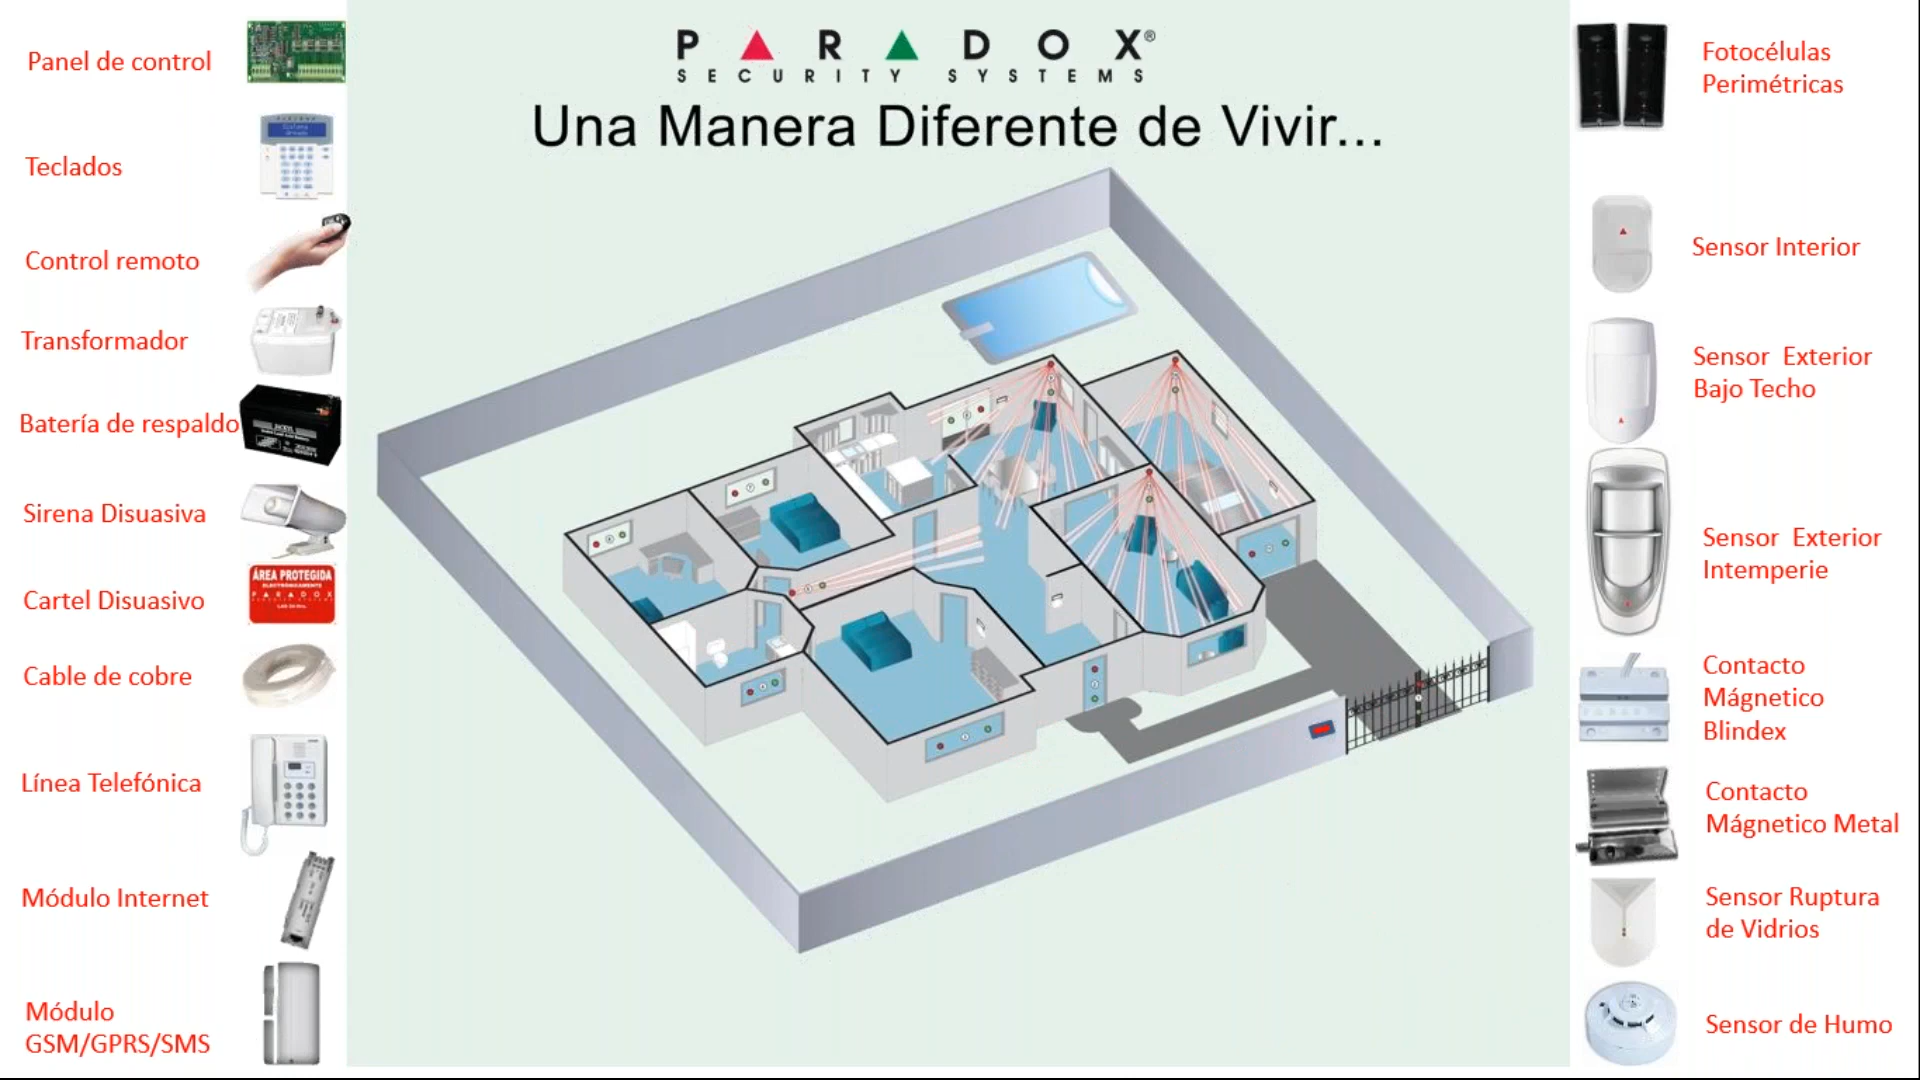 PARADOX®
SECURITY SYSTEMS
Una Manera Diferente de Vivir...
Panel de control
Teclados
Control remoto
Transformador
Batería de respaldo
Sirena Disuasiva
ÁREA PROTEGIDA
ELECTRÓNICAMENTE
PARADOX
Cartel Disuasivo
Cable de cobre
Línea Telefónica
Módulo Internet
Módulo
GSM/GPRS/SMS
Fotocélulas
Perimétricas
Sensor Interior
Sensor Exterior
Bajo Techo
Sensor Exterior
Intemperie
Contacto
Mágnetico
Blindex
Contacto
Mágnetico Metal
Sensor Ruptura
de Vidrios
Sensor de Humo